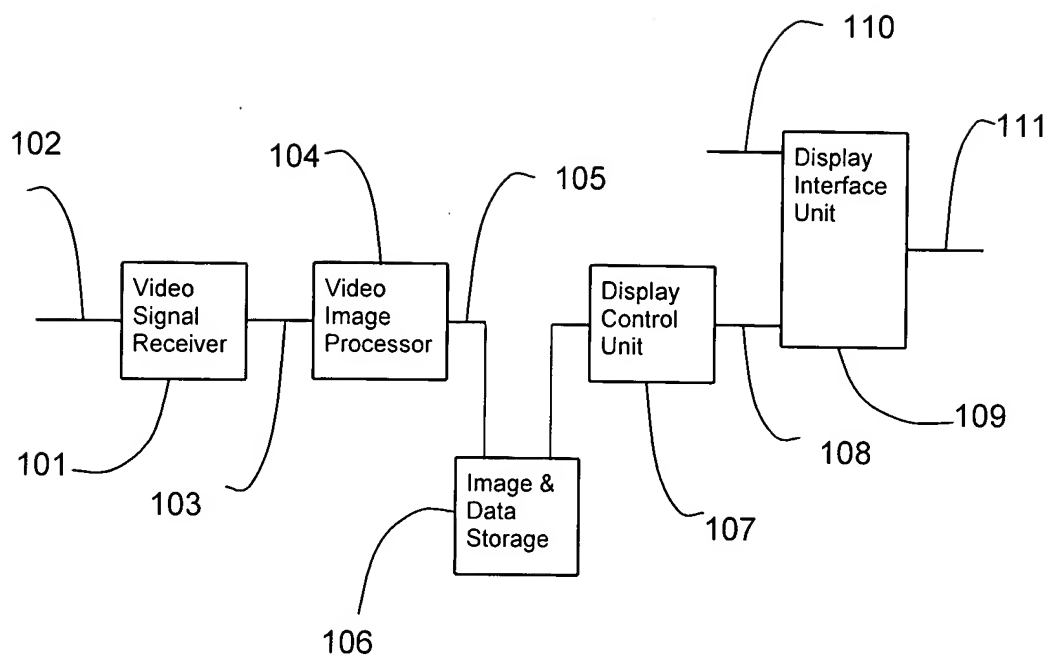 110
111
102
104
105
Display
Interface
Unit
Video
Signal
Receiver
Video
Image
Processor
Display
Control
Unit
109
108
101
103
107
Image &
Data
Storage
106